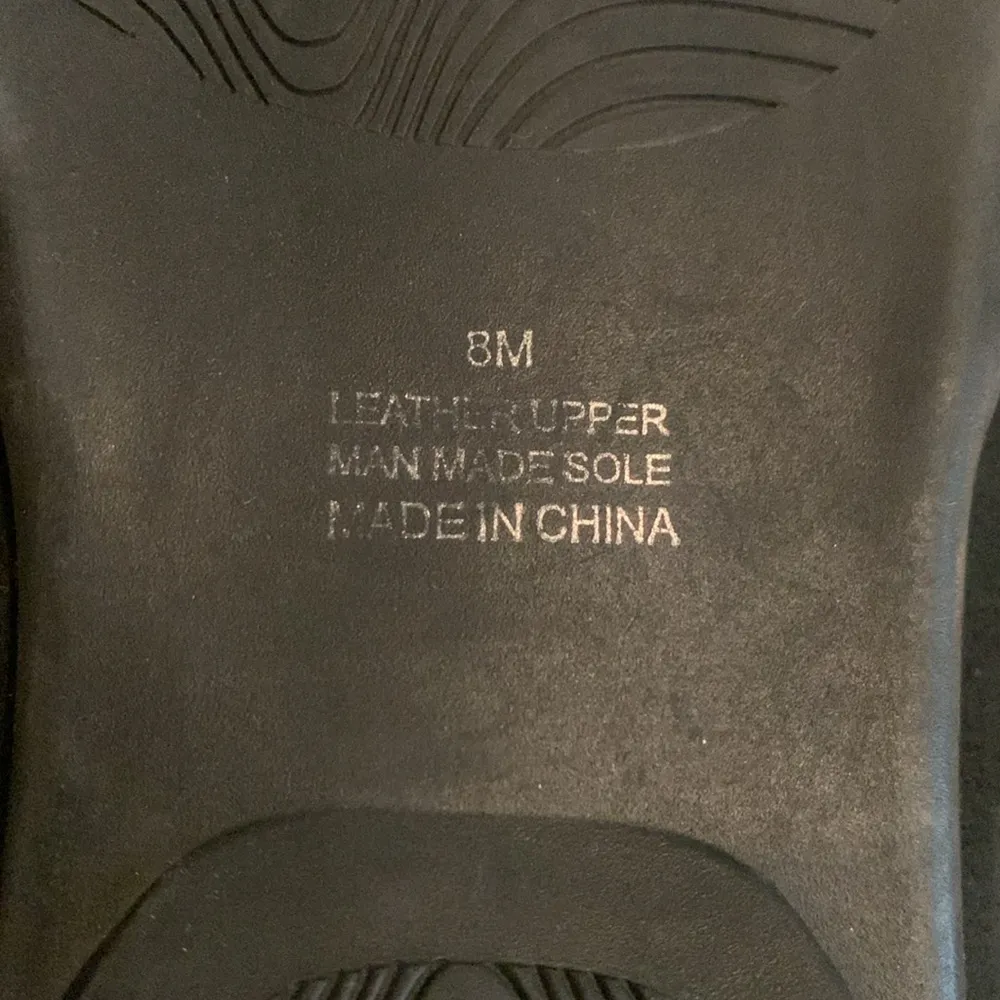 8M
LEATHER UPPER
MAN MADE SOLE
MADE IN CHINA